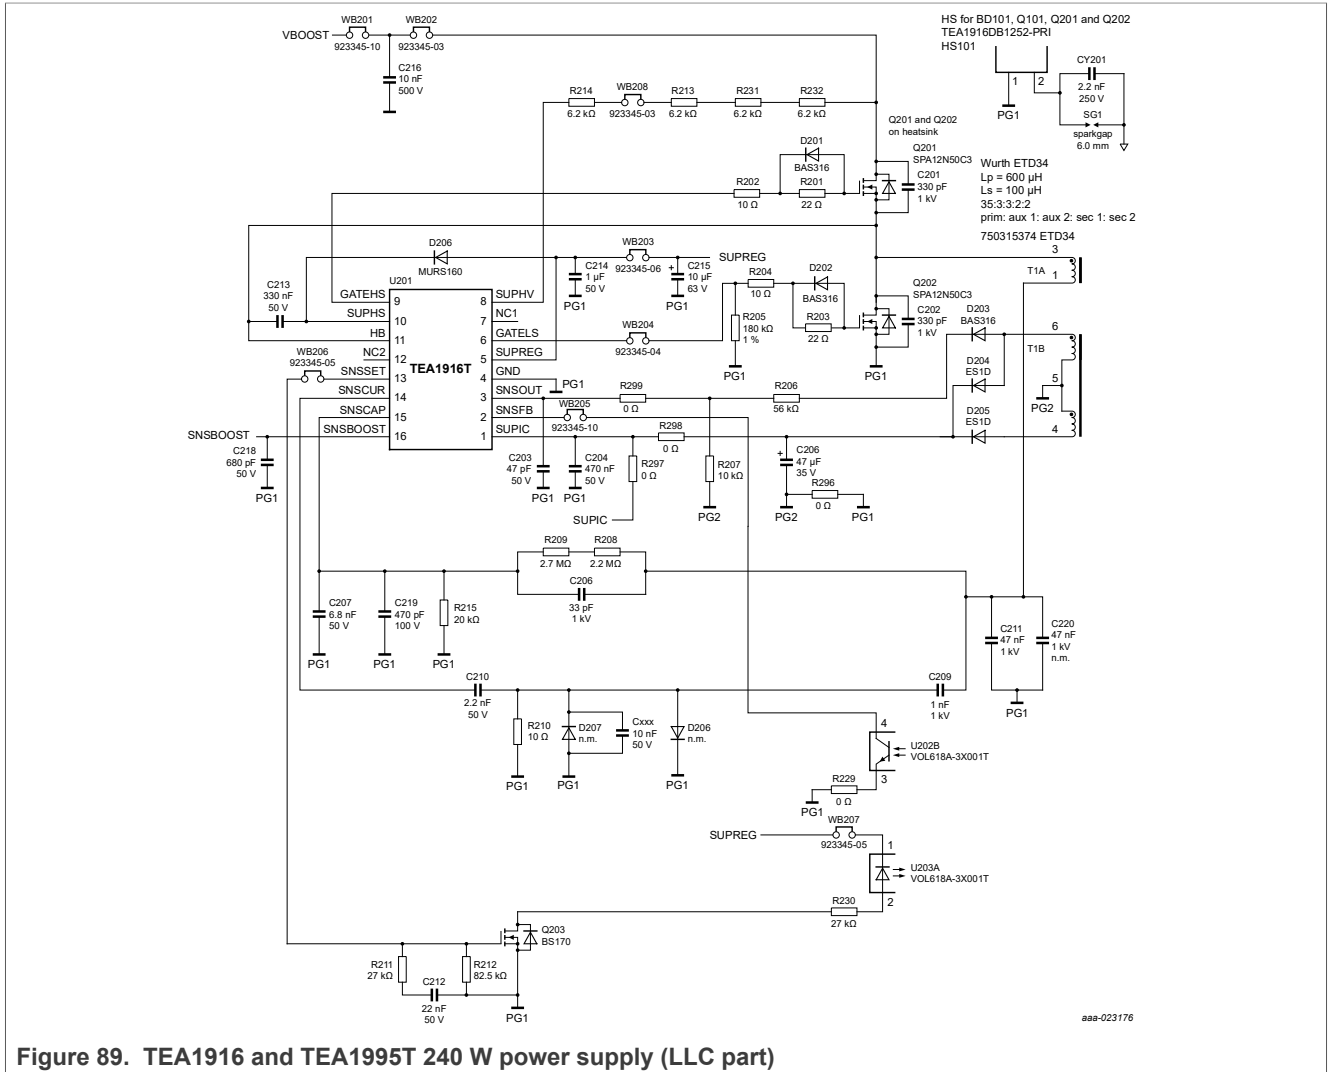 WB201
WB202
VBOOST
923345-10
923345-03
C216
10 nF
500 V
HS for BD101, Q101, Q201 and Q202
TEA1916DB1252-PRI
HS101
1
2
PG1
CY201
2.2 nF
250 V
SG1
sparkgap
6.0 mm
R214
6.2 kΩ
WB208
923345-03
R213
6.2 kΩ
R231
6.2 kΩ
R232
6.2 kΩ
Q201 and Q202
on heatsink
Q201
SPA12N50C3
C201
330 pF
1 kV
D201
BAS316
R202
10 Ω
R201
22 Ω
Wurth ETD34
Lp = 600 μH
Ls = 100 μH
35:3:3:2:2
prim: aux 1: aux 2: sec 1: sec 2
750315374 ETD34
3
T1A
1
D206
MURS160
WB203
923345-06
SUPREG
C214
1 μF
50 V
PG1
+
C215
10 μF
63 V
PG1
R204
10 Ω
D202
BAS316
R203
22 Ω
R205
180 kΩ
1 %
PG1
Q202
SPA12N50C3
C202
330 pF
1 kV
PG1
D203
BAS316
D204
ES1D
D205
ES1D
6
T1B
5
PG2
4
C213
330 nF
50 V
U201
TEA1916T
GATEHS 9
SUPHS 10
HB 11
NC2 12
SNSSET 13
SNSCUR 14
SNSCAP 15
SNSBOOST 16
8 SUPHV
7 NC1
6 GATELS
5 SUPREG
4 GND
3 SNSOUT
2 SNSFB
1 SUPIC
PG1
WB206
923345-05
WB204
923345-04
WB205
923345-10
SNSBOOST
C218
680 pF
50 V
PG1
R299
0 Ω
R206
56 kΩ
R298
0 Ω
C203
47 pF
50 V
PG1
C204
470 nF
50 V
PG1
R297
0 Ω
SUPIC
R207
10 kΩ
PG2
+
C206
47 μF
35 V
PG2
R296
0 Ω
PG1
R209
2.7 MΩ
R208
2.2 MΩ
C206
33 pF
1 kV
C207
6.8 nF
50 V
PG1
C219
470 pF
100 V
PG1
R215
20 kΩ
PG1
C211
47 nF
1 kV
C220
47 nF
1 kV
n.m.
PG1
C210
2.2 nF
50 V
C209
1 nF
1 kV
R210
10 Ω
PG1
D207
n.m.
PG1
Cxxx
10 nF
50 V
D206
n.m.
PG1
4
U202B
VOL618A-3X001T
3
R229
0 Ω
PG1
SUPREG
WB207
923345-05
1
U203A
VOL618A-3X001T
2
R230
27 kΩ
Q203
BS170
R211
27 kΩ
R212
82.5 kΩ
C212
22 nF
50 V
PG1
aaa-023176
Figure 89. TEA1916 and TEA1995T 240 W power supply (LLC part)